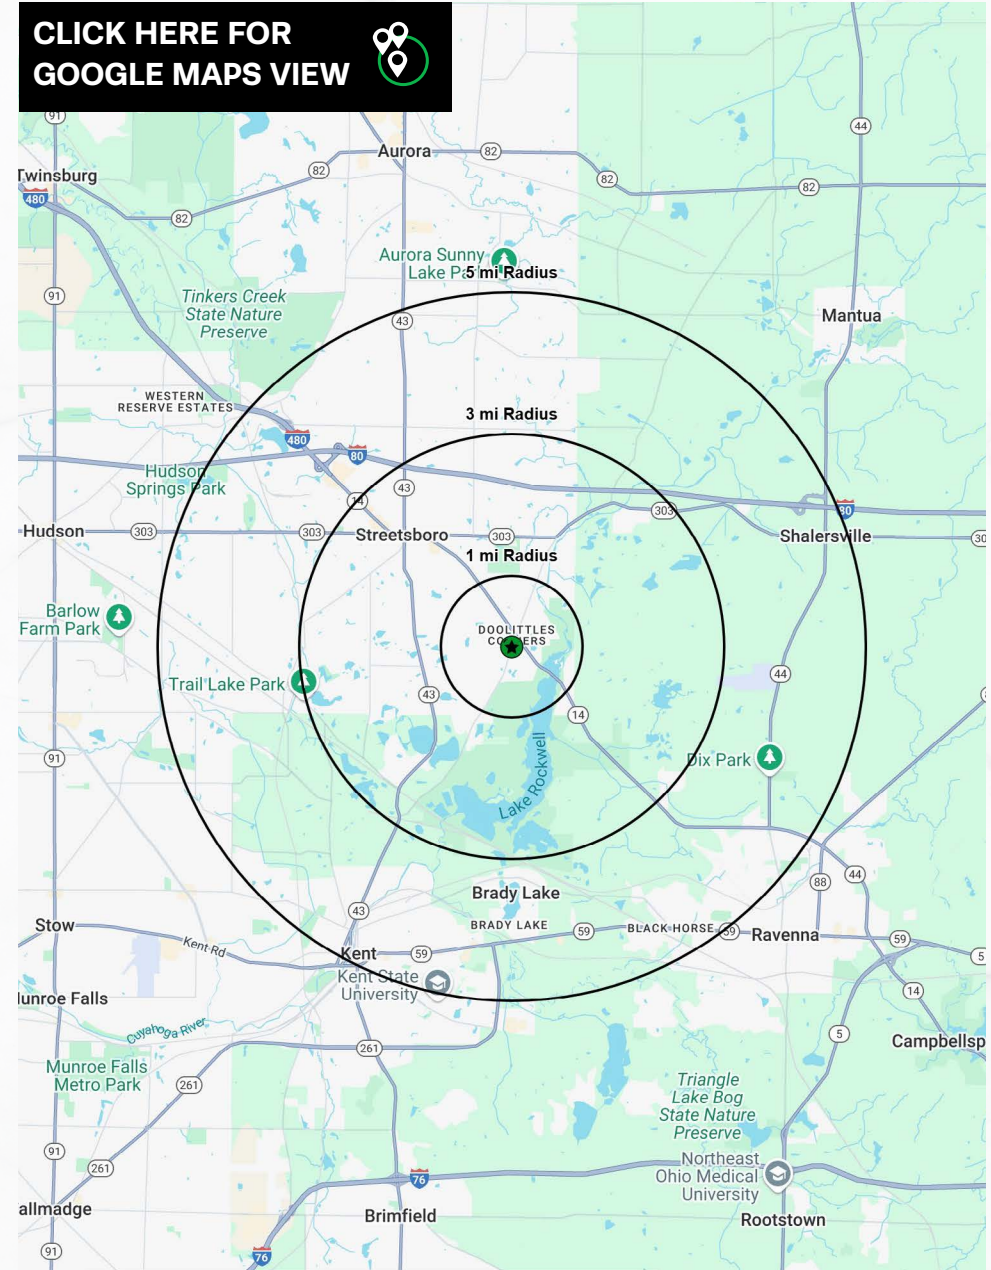 CLICK HERE FOR
GOOGLE MAPS VIEW
91
44
Aurora
82
82
Twinsburg
82
82
480
82
Aurora Sunny
Lake Pa
5 mi Radius
91
Tinkers Creek
State Nature
Preserve
43
Mantua
WESTERN
RESERVE ESTATES
3 mi Radius
480
80
Hudson
Springs Park
43
14
303
80
Hudson
303
303
Streetsboro
303
Shalersville
30
1 mi Radius
Barlow
Farm Park
DOOLITTLES
CORNERS
Trail Lake Park
44
43
14
Lake Rockwell
91
Dix Park
88
44
Brady Lake
43
Stow
BRADY LAKE
59
BLACK HORSE
59
Ravenna
59
Kent Rd
Kent
59
5
Kent State
University
14
unroe Falls
Cuyahoga River
5
Campbellsp
261
Munroe Falls
Metro Park
261
Triangle
Lake Bog
State Nature
Preserve
91
261
Northeast
Ohio Medical
University
76
allmadge
Brimfield
Rootstown
91
76